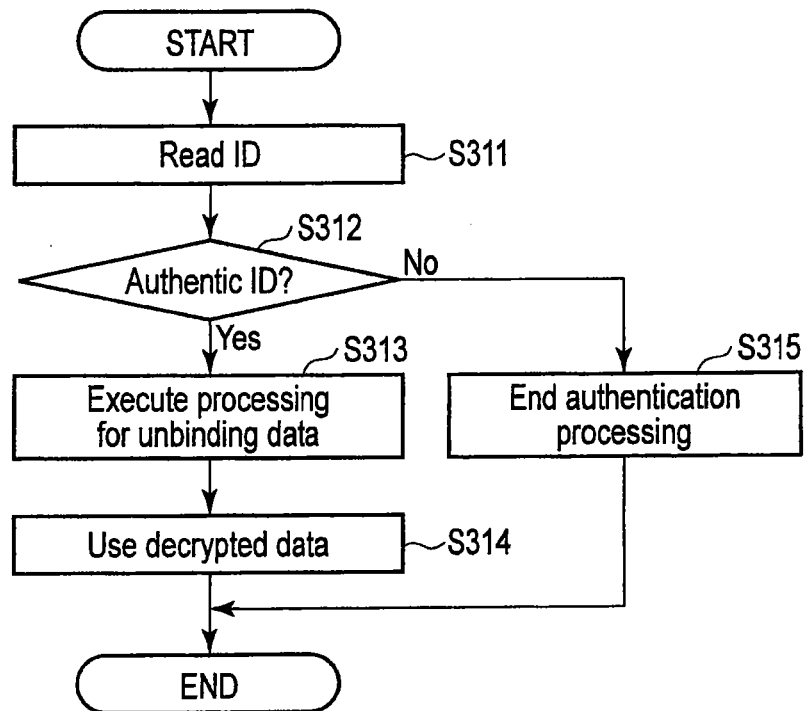 START
Read ID
S311
S312
Authentic ID?
No
Yes
S313
Execute processing
for unbinding data
S315
End authentication
processing
Use decrypted data
S314
END